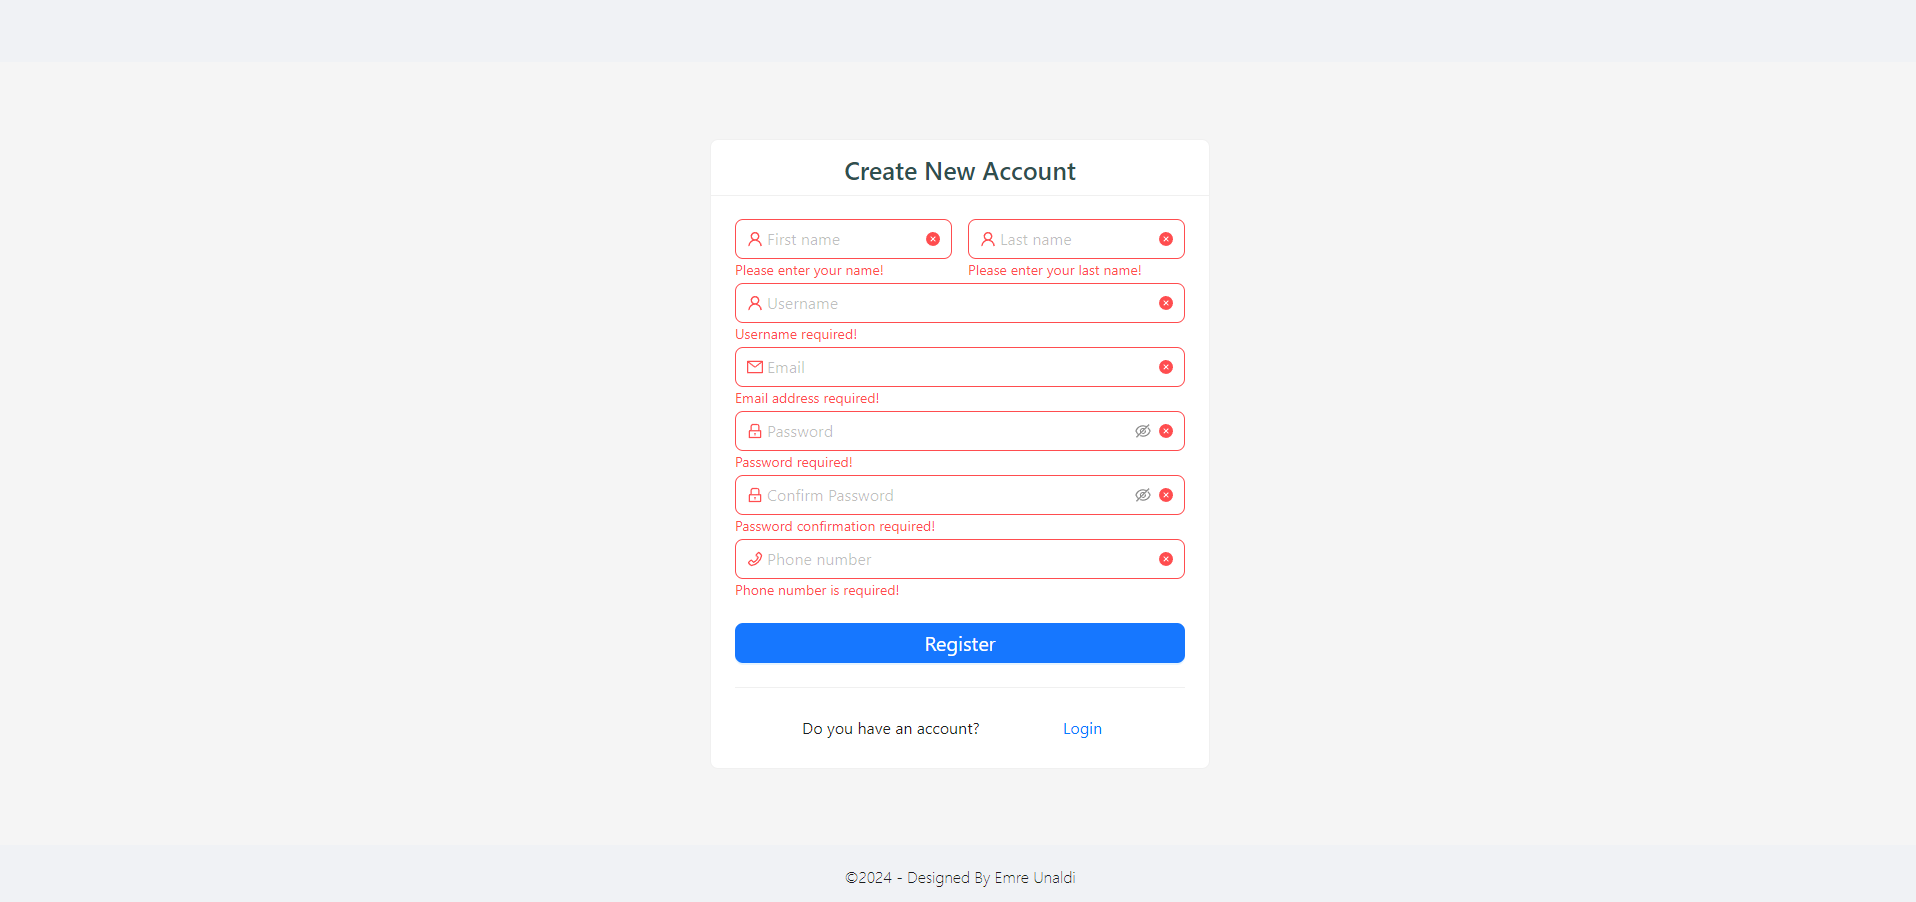 Create New Account
First name Last name
Please enter your name! Please enter your last name!
Username
Username required!
Email
Email address required!
Password
Password required!
Confirm Password
Password confirmation required!
Phone number
Phone number is required!
Register
Do you have an account? Login
©2024 - Designed By Emre Unaldi